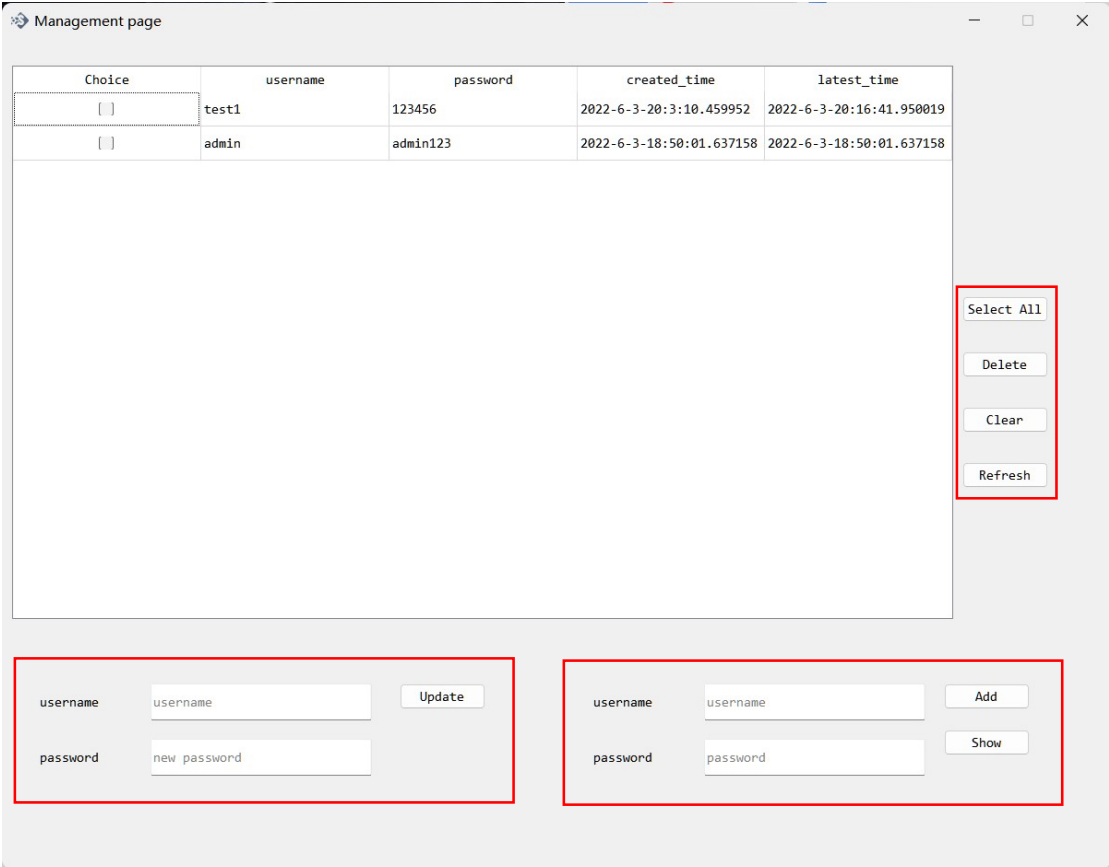 Management page
Choice username password created_time latest_time
test1 123456 2022-6-3-20:3:10.459952 2022-6-3-20:16:41.950019
admin admin123 2022-6-3-18:50:01.637158 2022-6-3-18:50:01.637158
Select All
Delete
Clear
Refresh
username username Update
password new password
username username Add
Show
password password